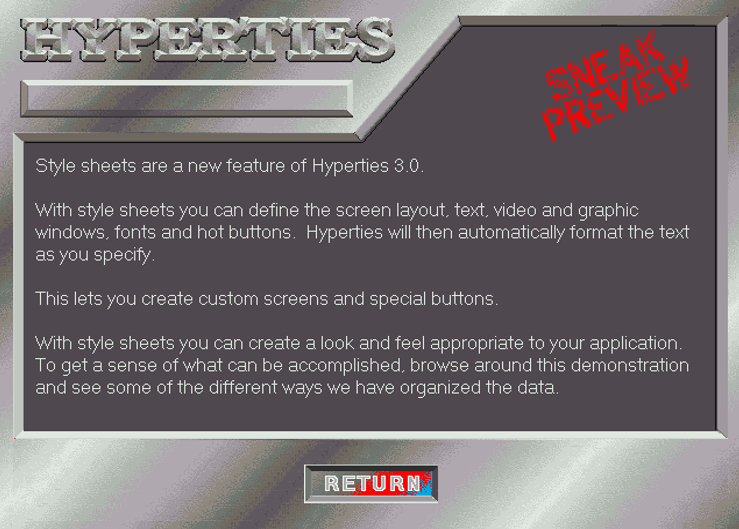 HYPERTIES
SNEAK
PREVIEW
Style sheets are a new feature of Hyperties 3.0.
With style sheets you can define the screen layout, text, video and graphic
windows, fonts and hot buttons.  Hyperties will then automatically format the text
as you specify.
This lets you create custom screens and special buttons.
With style sheets you can create a look and feel appropriate to your application.
To get a sense of what can be accomplished, browse around this demonstration
and see some of the different ways we have organized the data.
RETURN